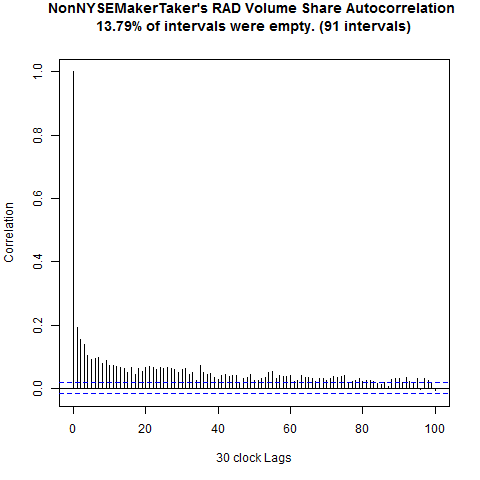 NonNYSEMakerTaker's RAD Volume Share Autocorrelation
13.79% of intervals were empty. (91 intervals)
1.0
0.8
0.6
0.4
0.2
0.0
Correlation
0 20 40 60 80 100
30 clock Lags